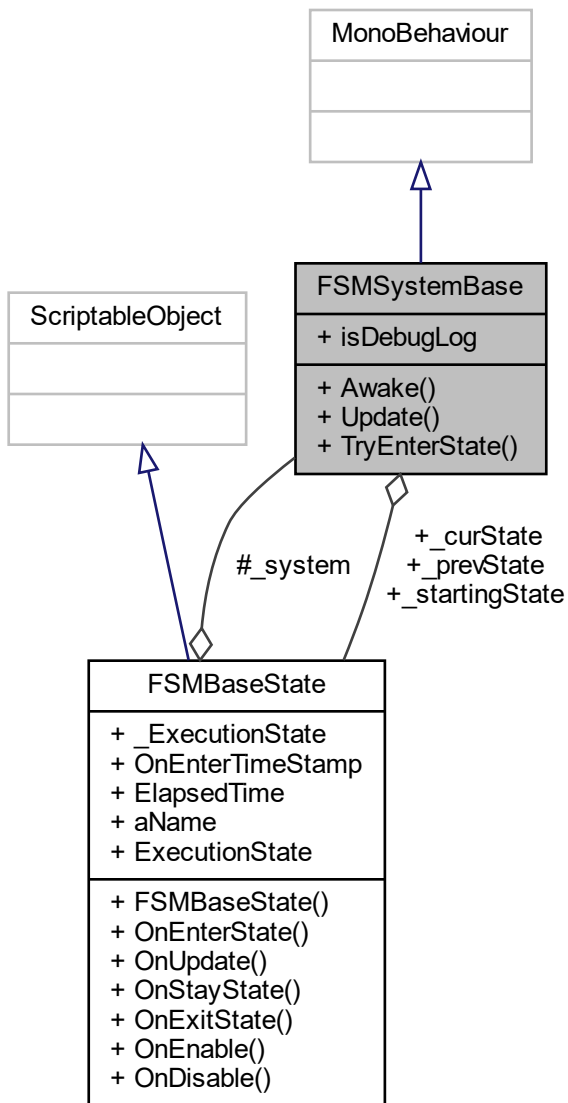 MonoBehaviour
FSMSystemBase
+ isDebugLog
+ Awake()
+ Update()
+ TryEnterState()
ScriptableObject
#_system
+_curState
+_prevState
+_startingState
FSMBaseState
+ _ExecutionState
+ OnEnterTimeStamp
+ ElapsedTime
+ aName
+ ExecutionState
+ FSMBaseState()
+ OnEnterState()
+ OnUpdate()
+ OnStayState()
+ OnExitState()
+ OnEnable()
+ OnDisable()